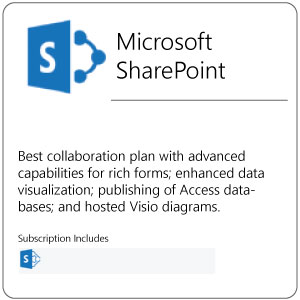 S
Microsoft
SharePoint
Best collaboration plan with advanced
capabilities for rich forms; enhanced data
visualization; publishing of Access data-
bases; and hosted Visio diagrams.
Subscription Includes
S